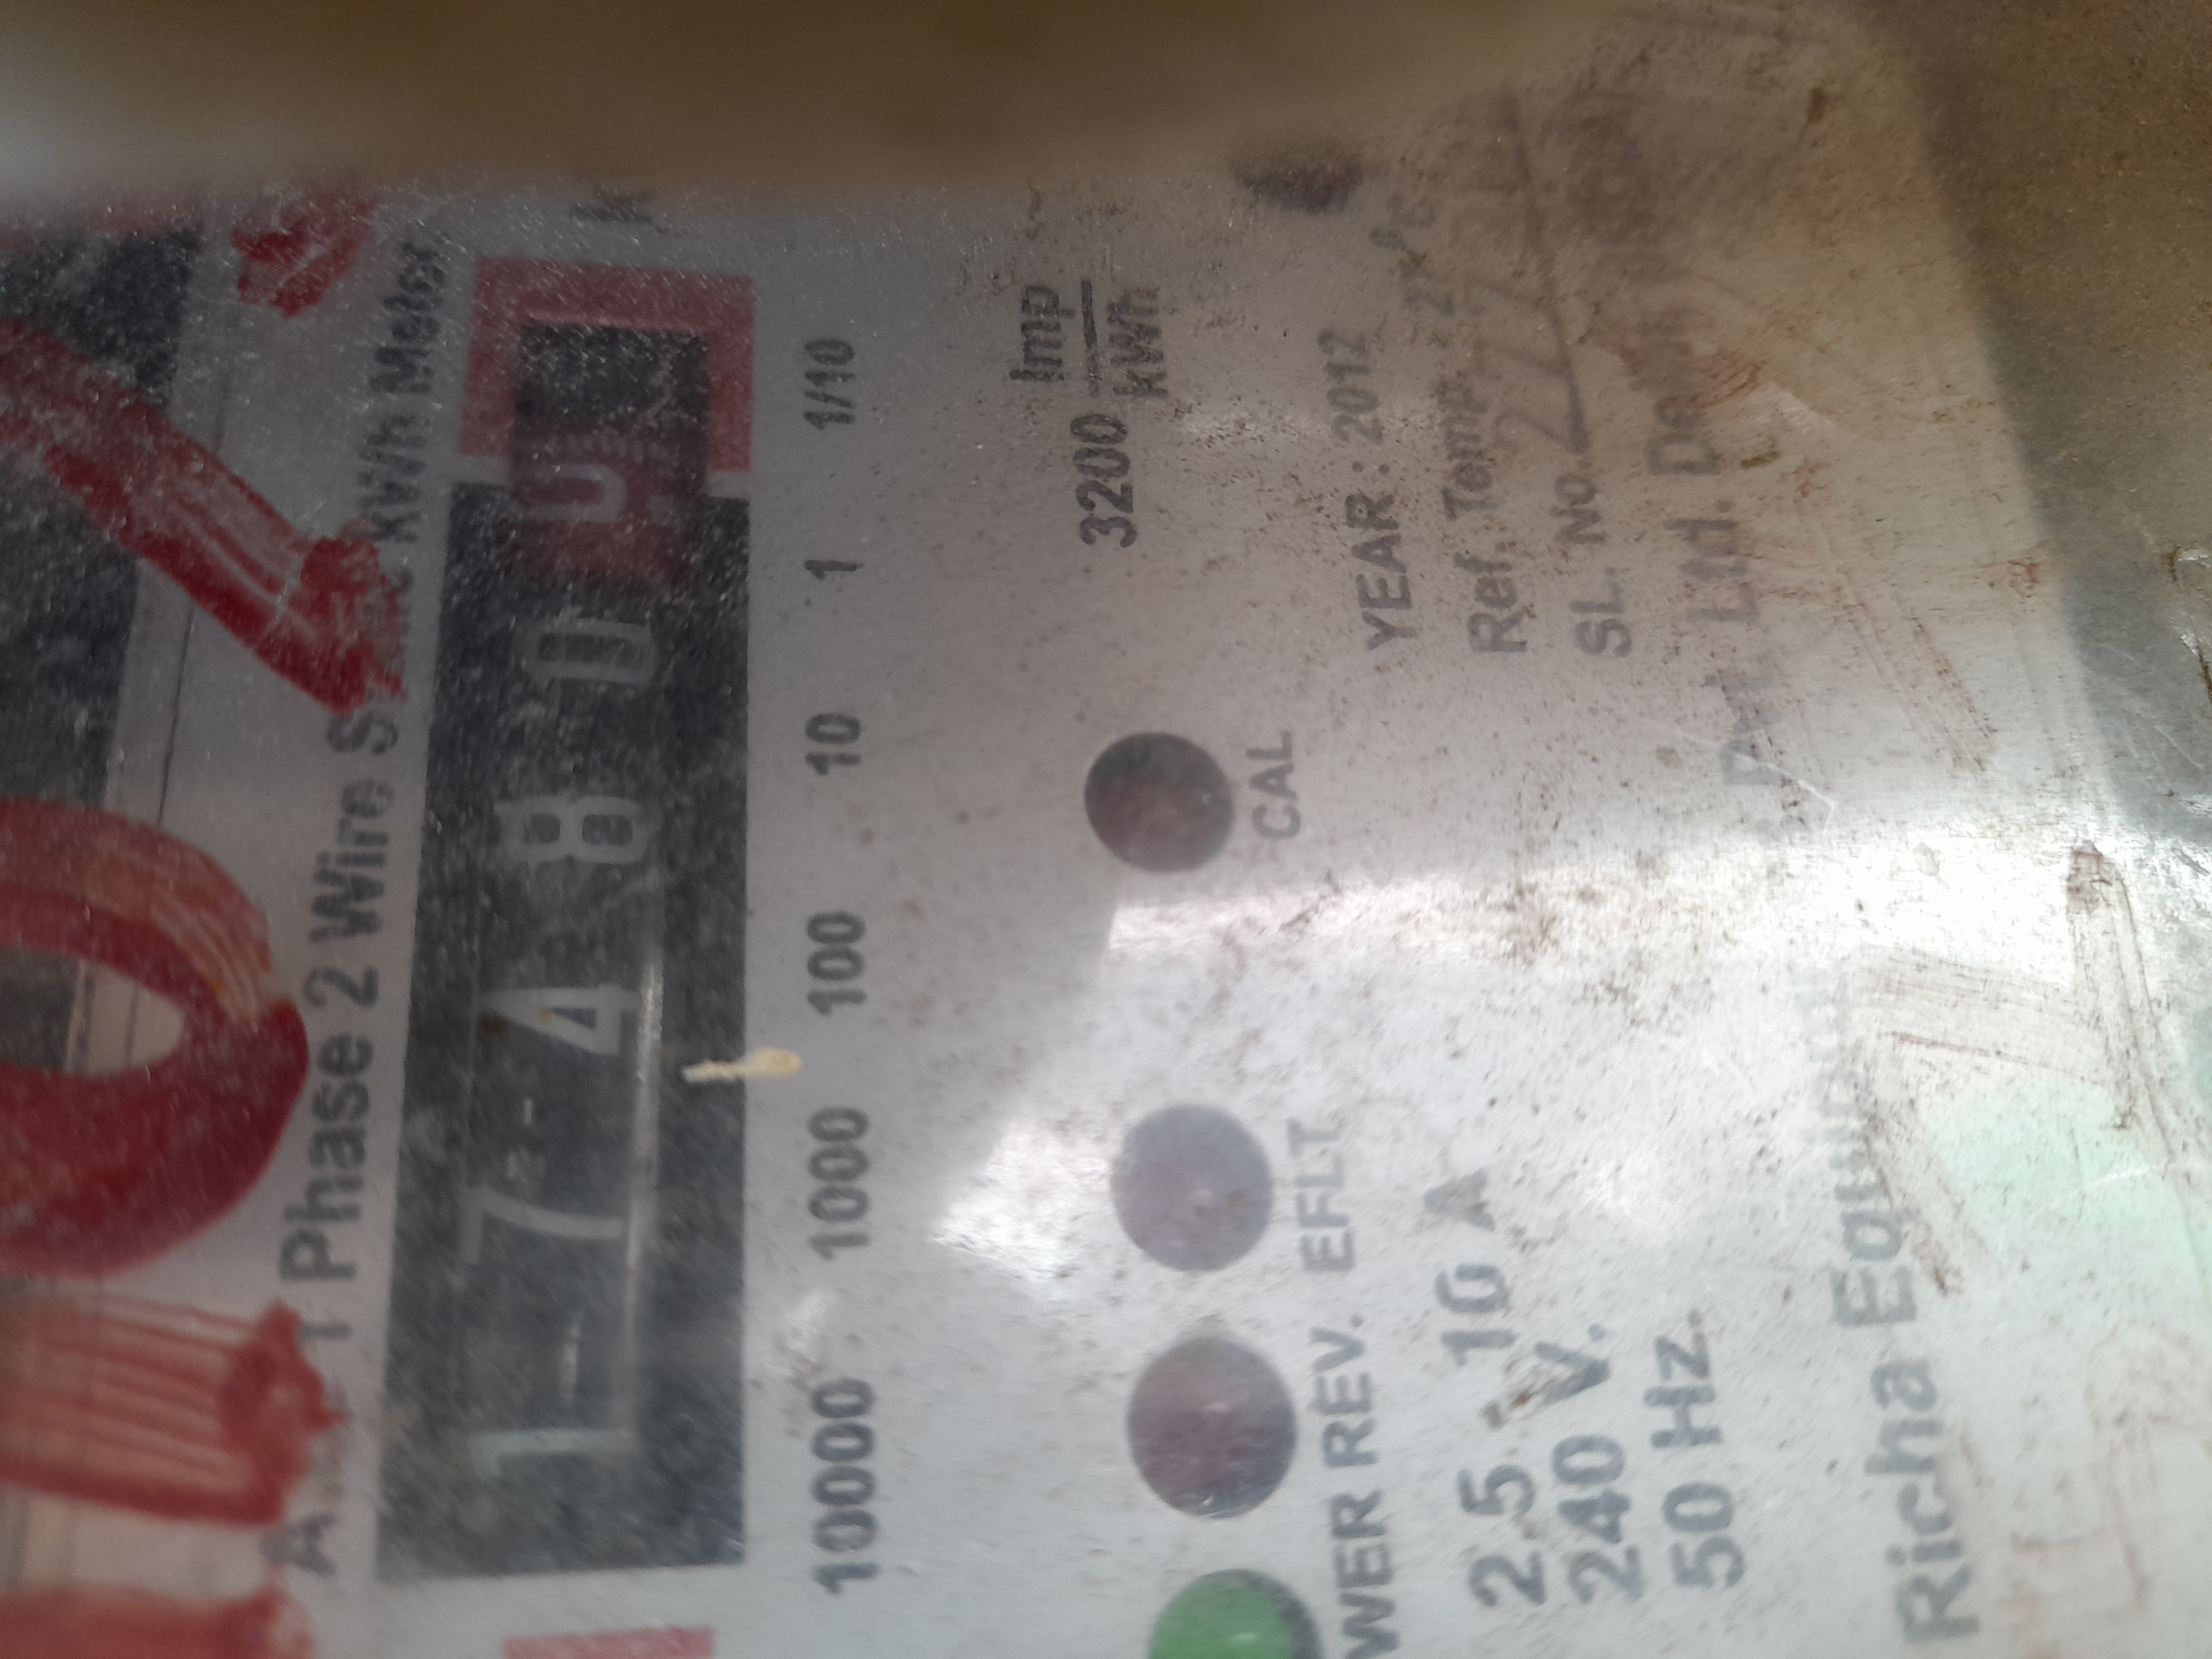 1 Phase 2 Wire S
kWh Meter
1 7 4 8 0
10000 1000 100 10 1 1/10
3200 Imp
kWh
CAL
WER REV. EFLT
2.5 - 10 A
240 V.
50 Hz.
YEAR : 2012
Ref. Temp. : 27
SL. No.
Richa
Ltd.